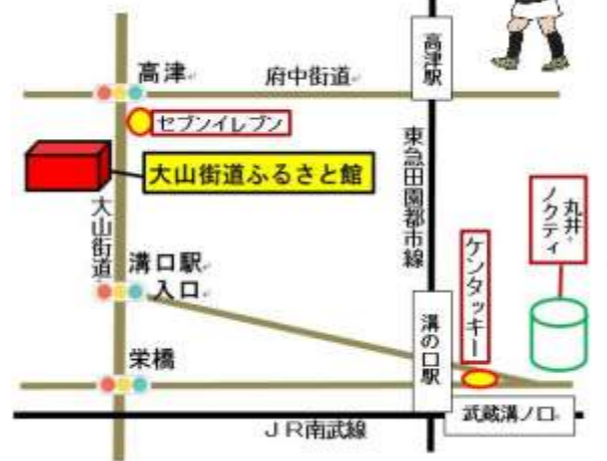 高津駅
高津
府中街道
セブンイレブン
大山街道ふるさと館
東急田園都市線
大山街道
丸井
ノクティ
ケンタッキー
溝口駅
入口
溝の口駅
栄橋
武蔵溝ノ口
JR南武線